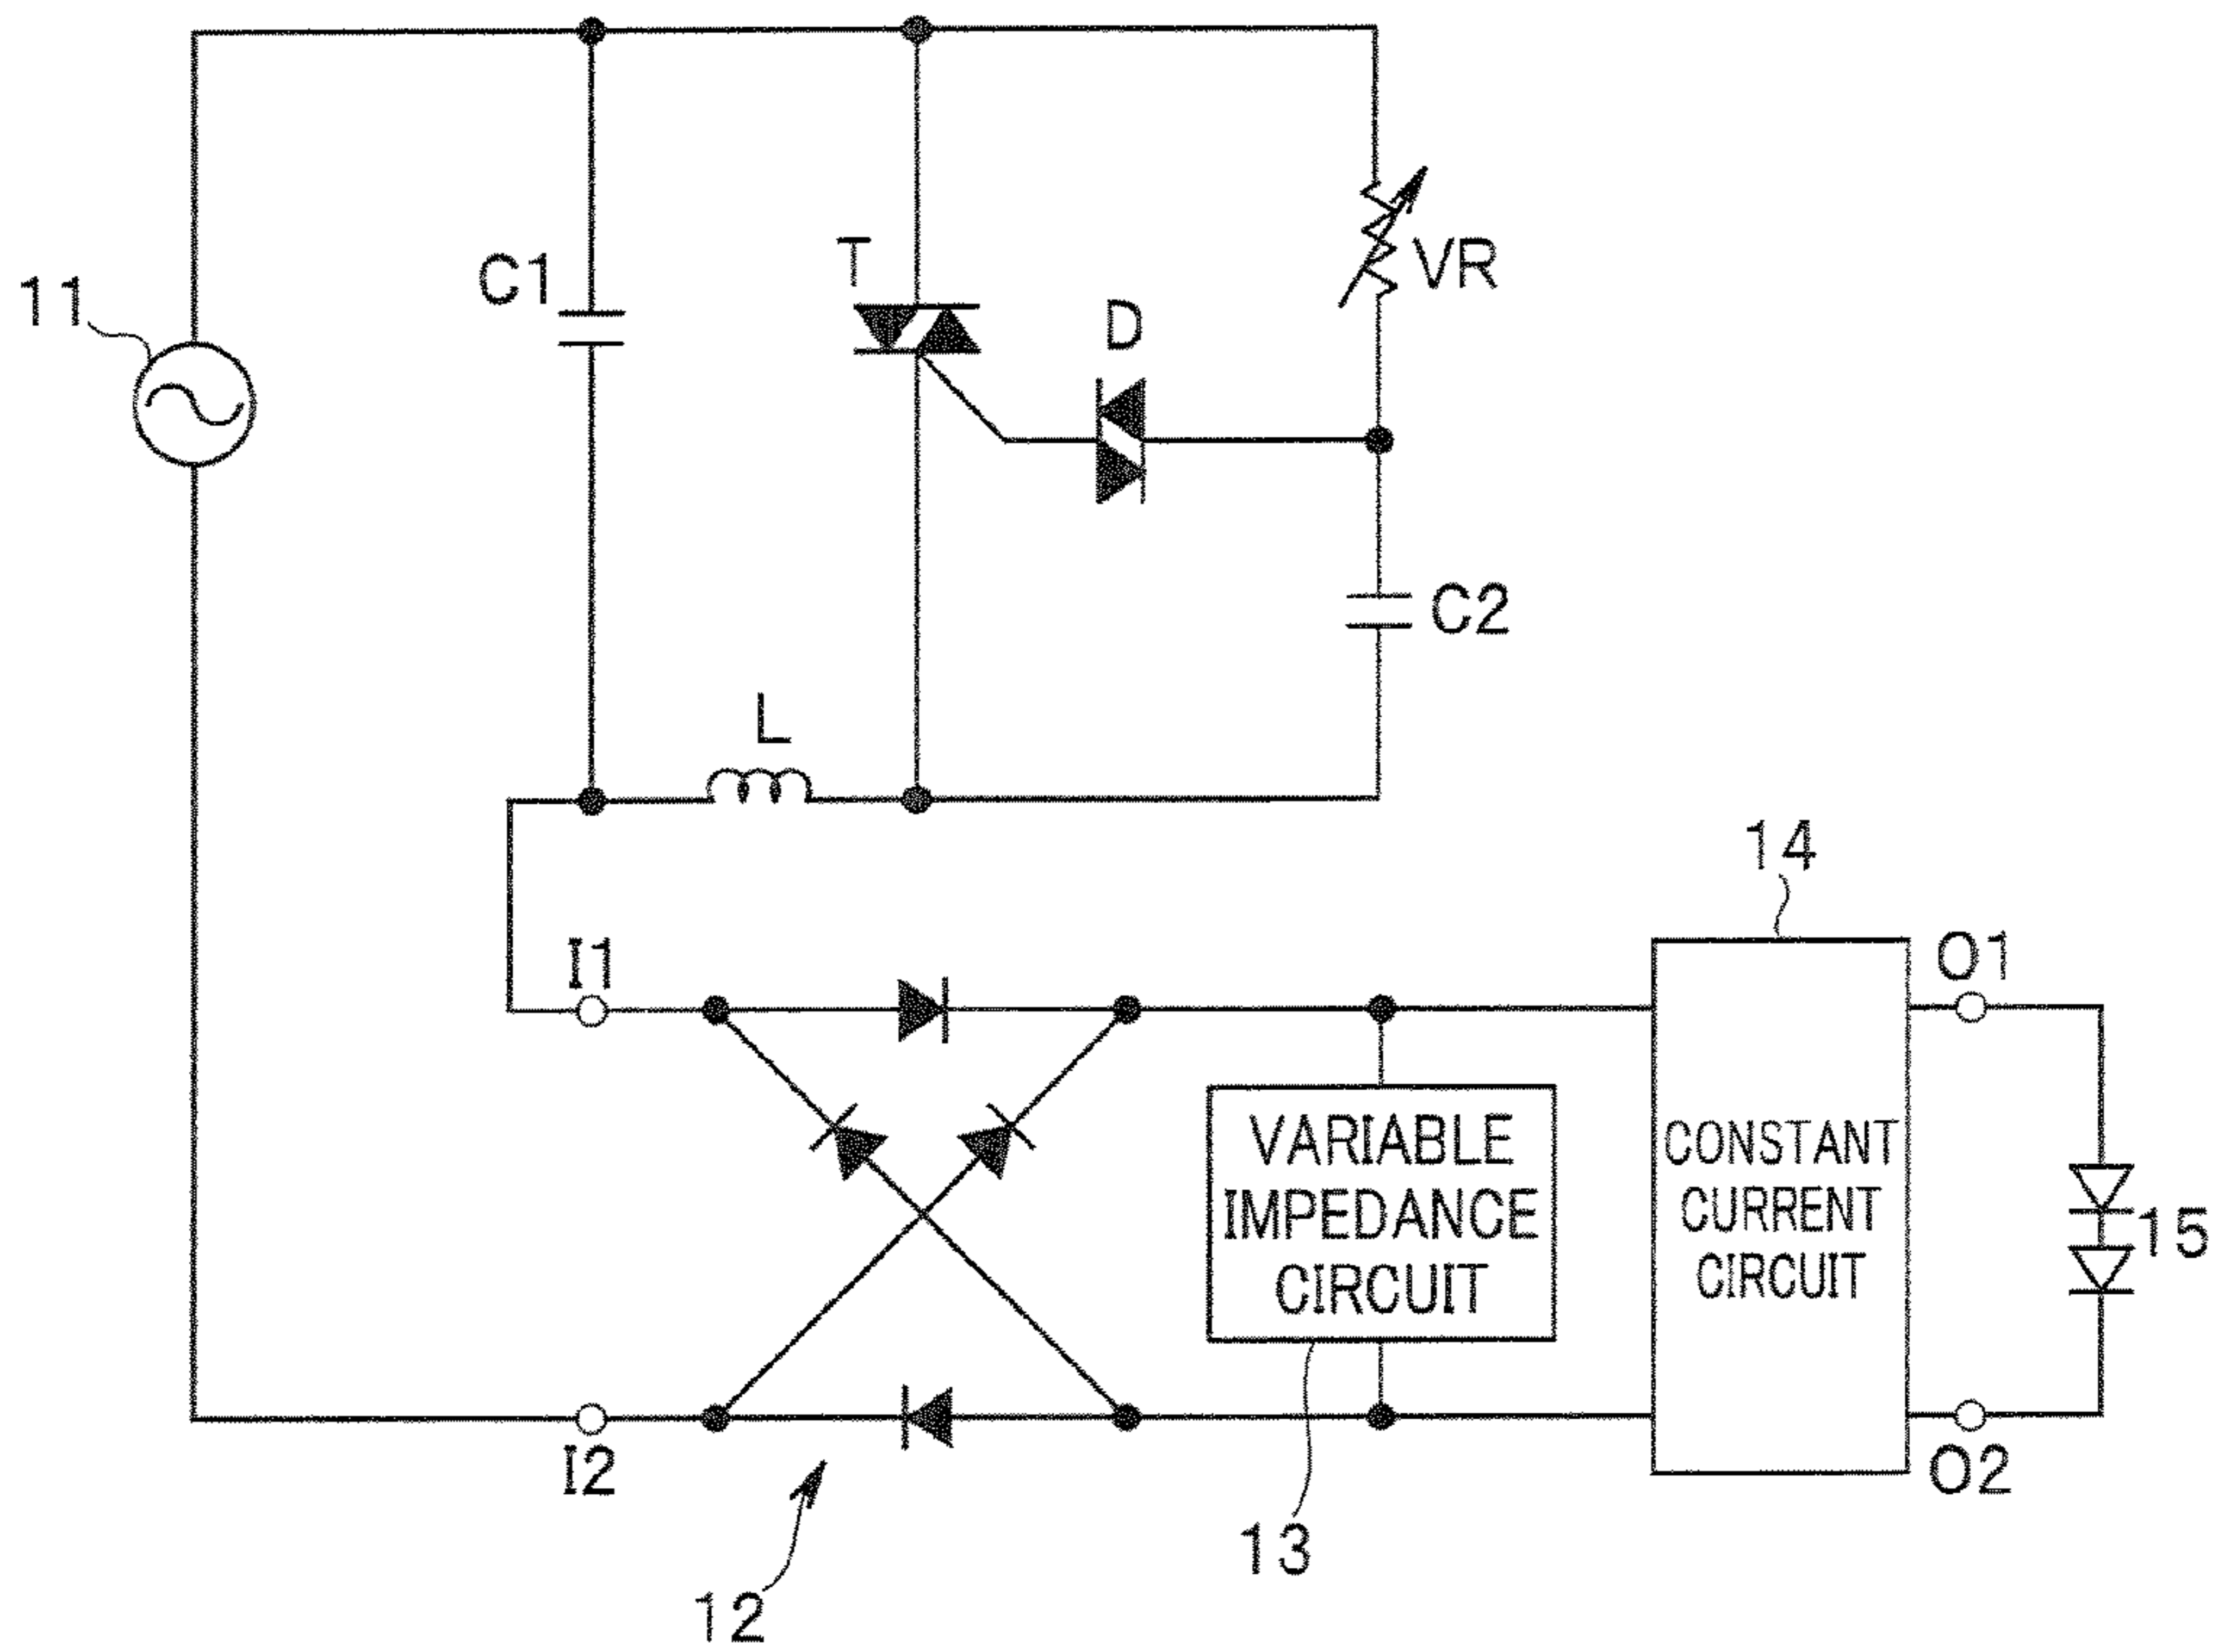 11
C1
T
D
VR
C2
L
14
I1
O1
VARIABLE
IMPEDANCE
CIRCUIT
CONSTANT
CURRENT
CIRCUIT
15
I2
O2
13
12